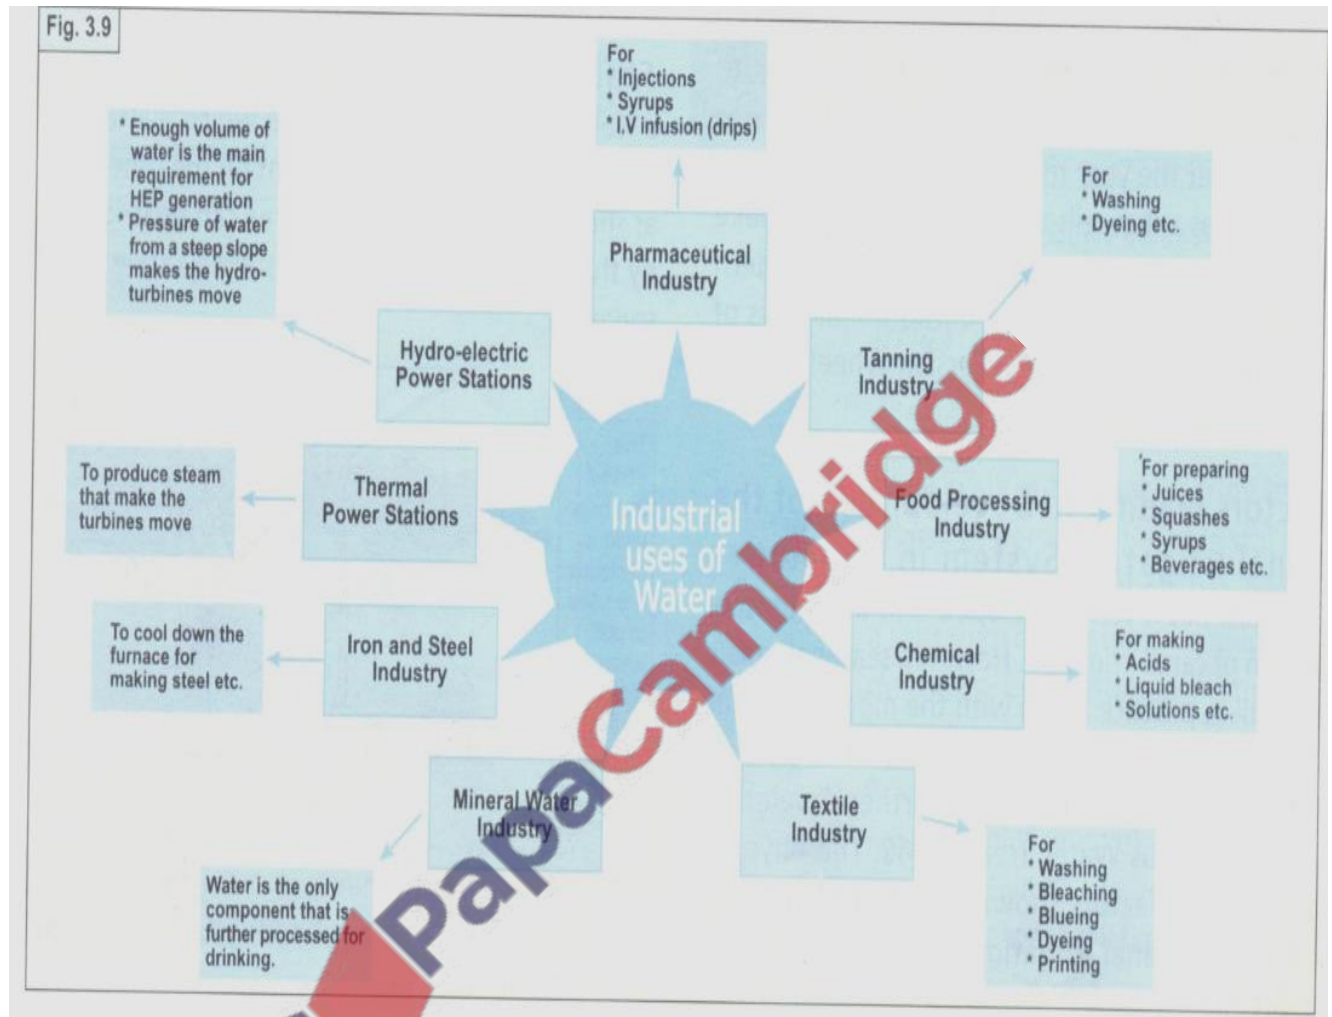 Fig. 3.9
For
* Injections
* Syrups
* I.V infusion (drips)
* Enough volume of
water is the main
requirement for
HEP generation
* Pressure of water
from a steep slope
makes the hydro-
turbines move
For
* Washing
* Dyeing etc.
Pharmaceutical
Industry
Hydro-electric
Power Stations
Tanning
Industry
To produce steam
that make the
turbines move
Thermal
Power Stations
Industrial
uses of
Water
Food Processing
Industry
For preparing
* Juices
* Squashes
* Syrups
* Beverages etc.
To cool down the
furnace for
making steel etc.
Iron and Steel
Industry
Chemical
Industry
For making
* Acids
* Liquid bleach
* Solutions etc.
Mineral Water
Industry
Textile
Industry
Water is the only
component that is
further processed for
drinking.
For
* Washing
* Bleaching
* Blueing
* Dyeing
* Printing
PapaCambridge